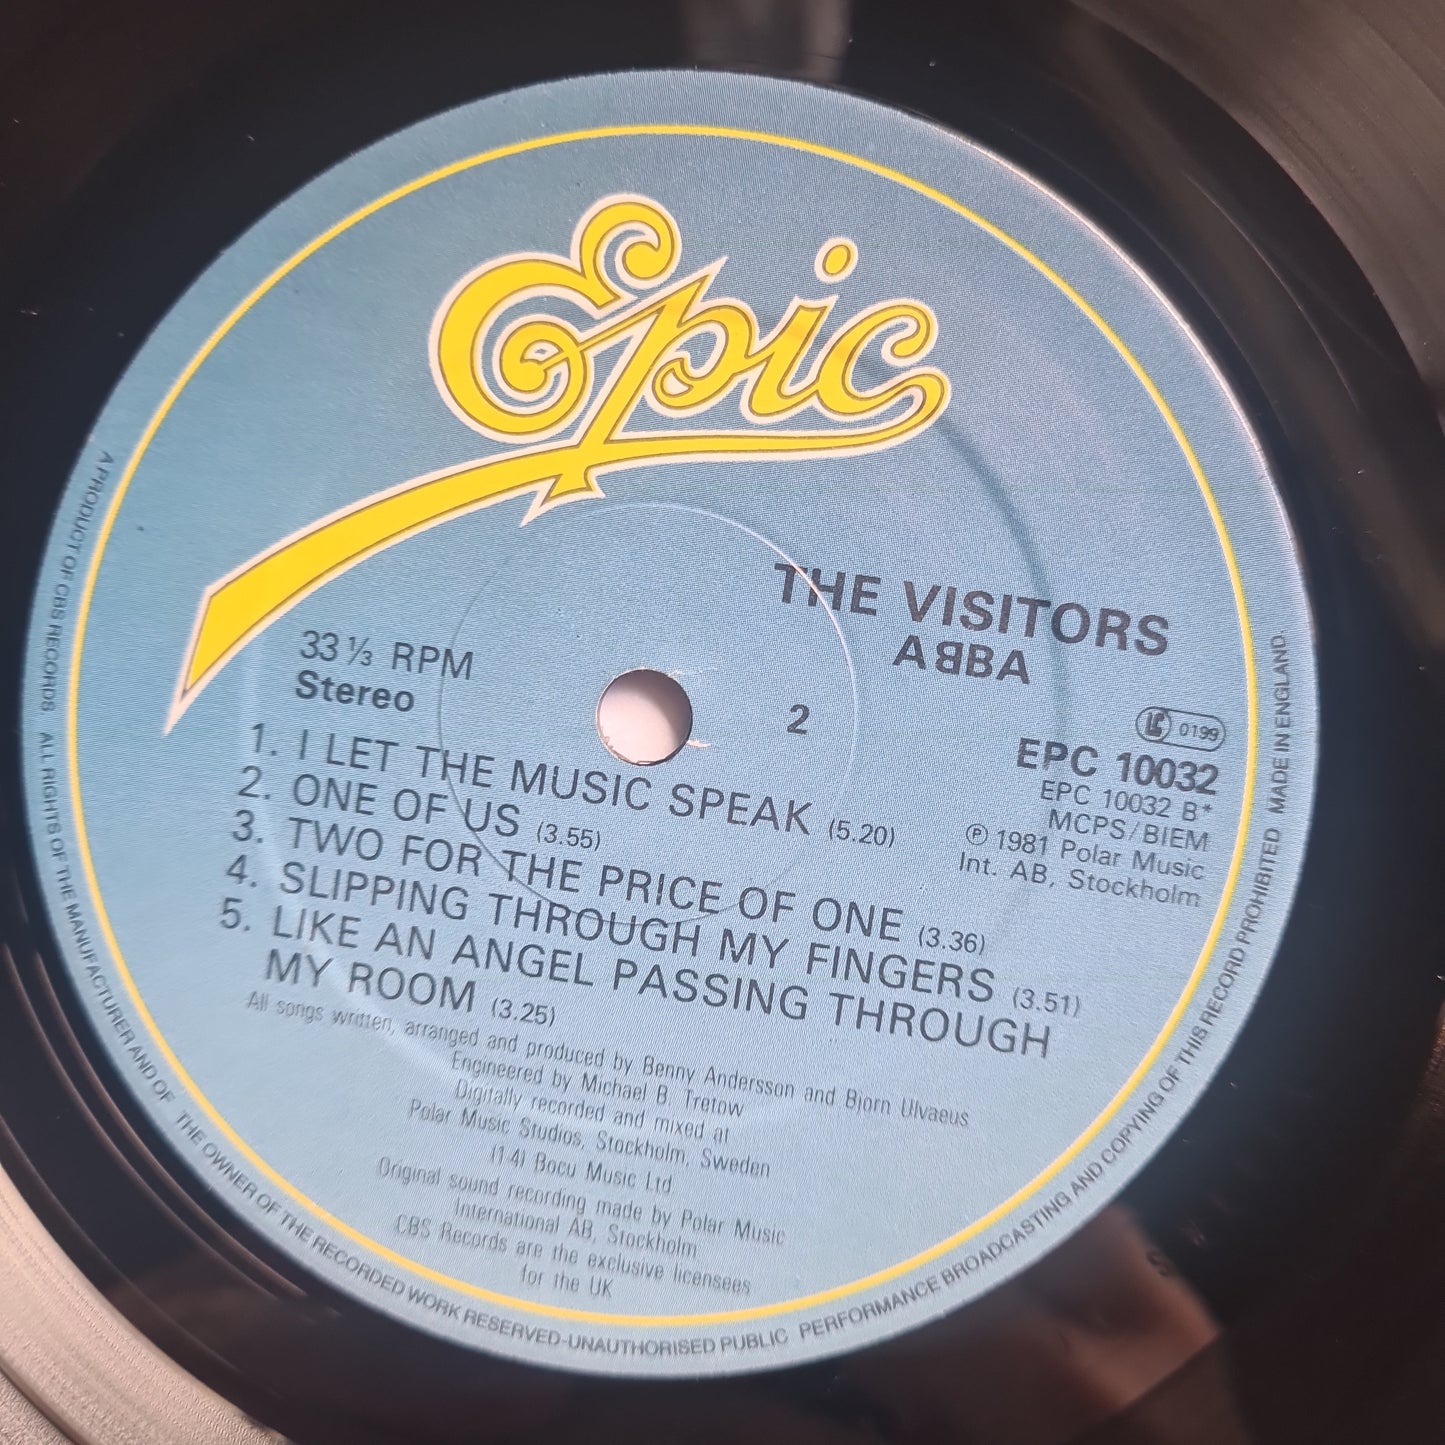 Epic
THE VISITORS
ABBA
33 ⅓ RPM
Stereo
2
LC 0199
EPC 10032
EPC 10032 B*
MCPS/BIEM
℗ 1981 Polar Music
Int. AB, Stockholm
1. I LET THE MUSIC SPEAK (5.20)
2. ONE OF US (3.55)
3. TWO FOR THE PRICE OF ONE (3.36)
4. SLIPPING THROUGH MY FINGERS (3.51)
5. LIKE AN ANGEL PASSING THROUGH
MY ROOM (3.25)
All songs written, arranged and produced by Benny Andersson and Bjorn Ulvaeus
Engineered by Michael B. Tretow
Digitally recorded and mixed at
Polar Music Studios, Stockholm, Sweden
(1-4) Bocu Music Ltd
Original sound recording made by Polar Music
International AB, Stockholm
CBS Records are the exclusive licensees
for the UK
A PRODUCT OF CBS RECORDS ALL RIGHTS OF THE MANUFACTURER AND OF THE OWNER OF THE RECORDED WORK RESERVED-UNAUTHORISED PUBLIC PERFORMANCE BROADCASTING AND COPYING OF THIS RECORD PROHIBITED MADE IN ENGLAND.